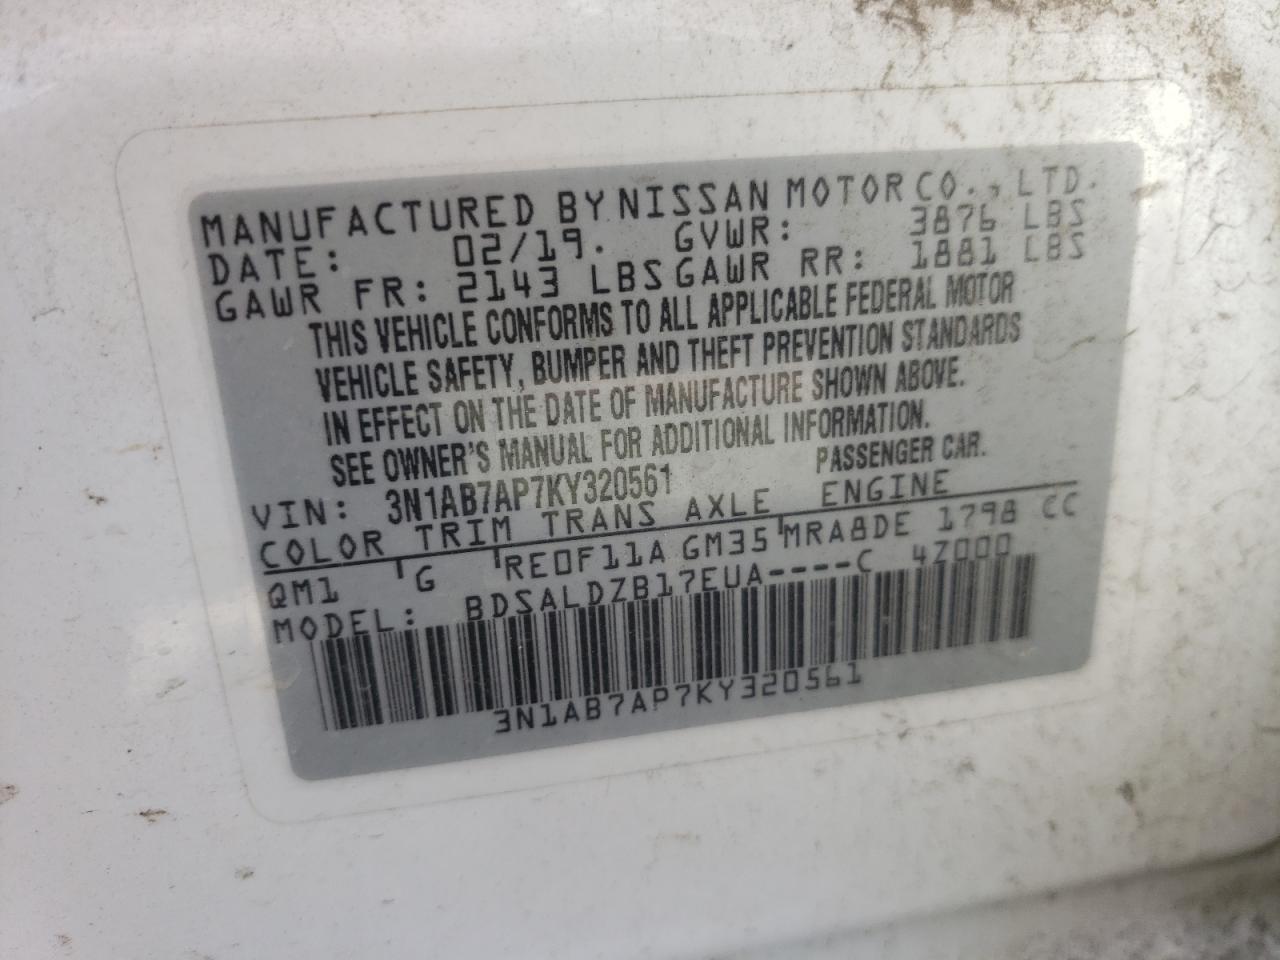 MANUFACTURED BY NISSAN MOTOR CO., LTD.
DATE: 02/19. GVWR: 3876 LBS
GAWR FR: 2143 LBS GAWR RR: 1881 LBS
THIS VEHICLE CONFORMS TO ALL APPLICABLE FEDERAL MOTOR
VEHICLE SAFETY, BUMPER AND THEFT PREVENTION STANDARDS
IN EFFECT ON THE DATE OF MANUFACTURE SHOWN ABOVE.
SEE OWNER'S MANUAL FOR ADDITIONAL INFORMATION.
VIN: 3N1AB7AP7KY320561 PASSENGER CAR.
COLOR TRIM TRANS AXLE ENGINE
QM1 G RE0F11A GM35 MRA8DE 1798 CC
MODEL: BDSALDZB17EUA----C 4Z000
3N1AB7AP7KY320561